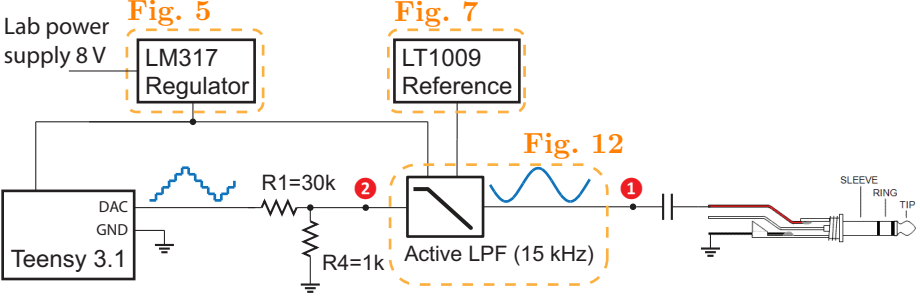 Fig. 5
Fig. 7
Lab power
supply 8 V
LM317
Regulator
LT1009
Reference
Fig. 12
R1=30k
2
1
SLEEVE
RING
TIP
DAC
GND
Teensy 3.1
R4=1k
Active LPF (15 kHz)